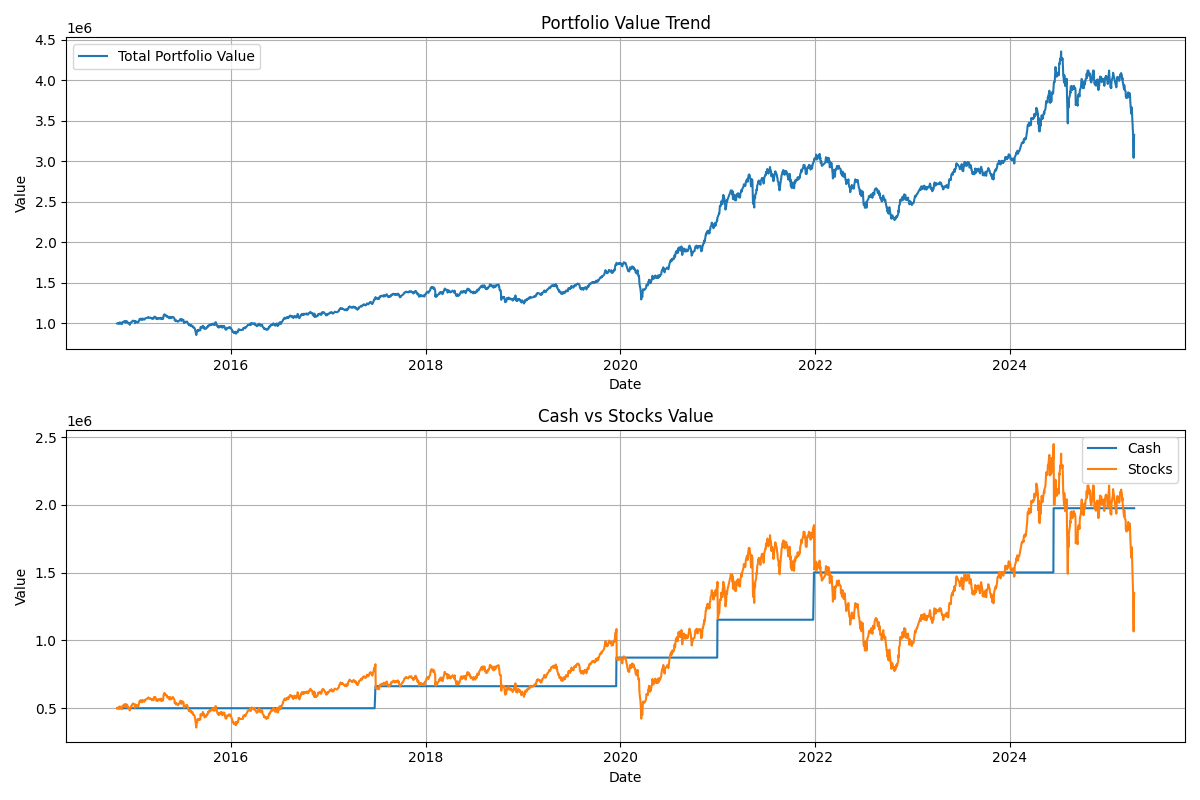 Portfolio Value Trend
1e6
Total Portfolio Value
Value
4.5
4.0
3.5
3.0
2.5
2.0
1.5
1.0
2016 2018 2020 2022 2024
Date
Cash vs Stocks Value
1e6
Cash
Stocks
Value
2.5
2.0
1.5
1.0
0.5
2016 2018 2020 2022 2024
Date